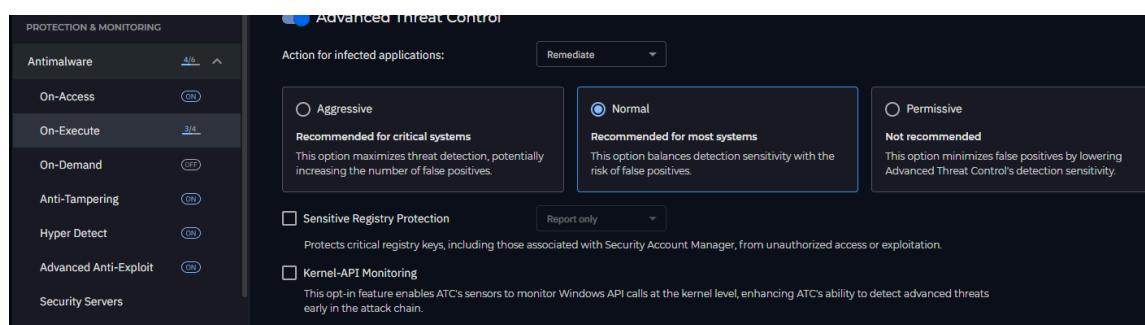 Advanced Threat Control
PROTECTION & MONITORING
Antimalware 4/6
On-Access ON
On-Execute 3/4
On-Demand OFF
Anti-Tampering ON
Hyper Detect ON
Advanced Anti-Exploit ON
Security Servers
Action for infected applications: Remediate
Aggressive
Recommended for critical systems
This option maximizes threat detection, potentially
increasing the number of false positives.
Normal
Recommended for most systems
This option balances detection sensitivity with the
risk of false positives.
Permissive
Not recommended
This option minimizes false positives by lowering
Advanced Threat Control's detection sensitivity.
Sensitive Registry Protection Report only
Protects critical registry keys, including those associated with Security Account Manager, from unauthorized access or exploitation.
Kernel-API Monitoring
This opt-in feature enables ATC's sensors to monitor Windows API calls at the kernel level, enhancing ATC's ability to detect advanced threats
early in the attack chain.